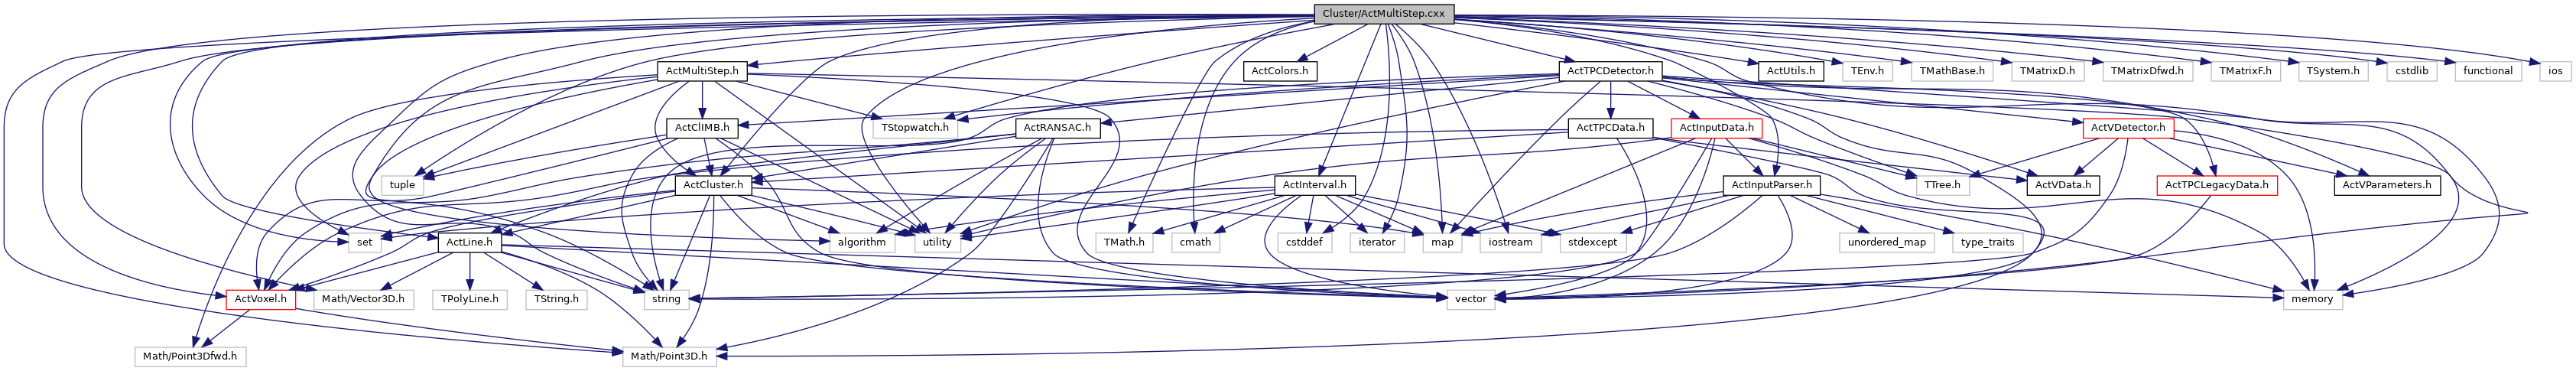 Cluster/ActMultiStep.cxx
ActMultiStep.h
ActColors.h
ActTPCDetector.h
ActUtils.h
TEnv.h
TMathBase.h
TMatrixD.h
TMatrixDfwd.h
TMatrixF.h
TSystem.h
cstdlib
functional
ios
ActClIMB.h
TStopwatch.h
ActRANSAC.h
ActTPCData.h
ActInputData.h
ActVDetector.h
tuple
ActCluster.h
ActInterval.h
ActInputParser.h
TTree.h
ActVData.h
ActTPCLegacyData.h
ActVParameters.h
set
ActLine.h
algorithm
utility
TMath.h
cmath
cstddef
iterator
map
iostream
stdexcept
unordered_map
type_traits
ActVoxel.h
Math/Vector3D.h
TPolyLine.h
TString.h
string
vector
memory
Math/Point3Dfwd.h
Math/Point3D.h